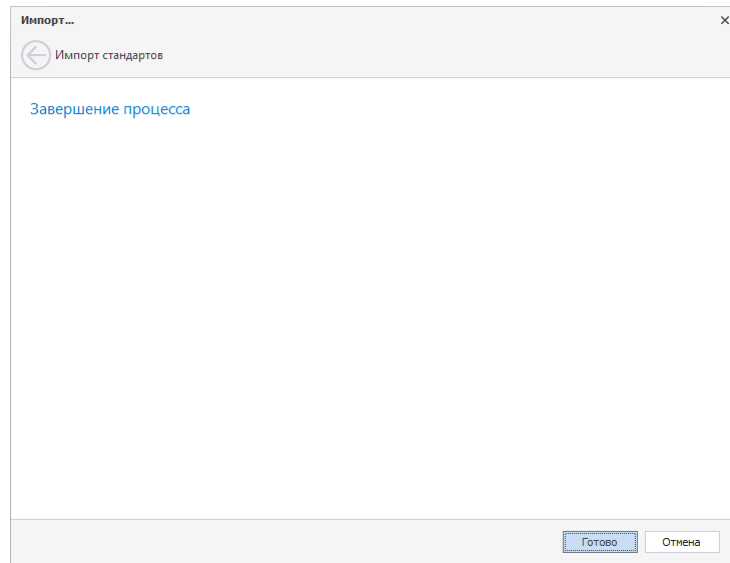 Импорт...
Импорт стандартов
Завершение процесса
Готово
Отмена